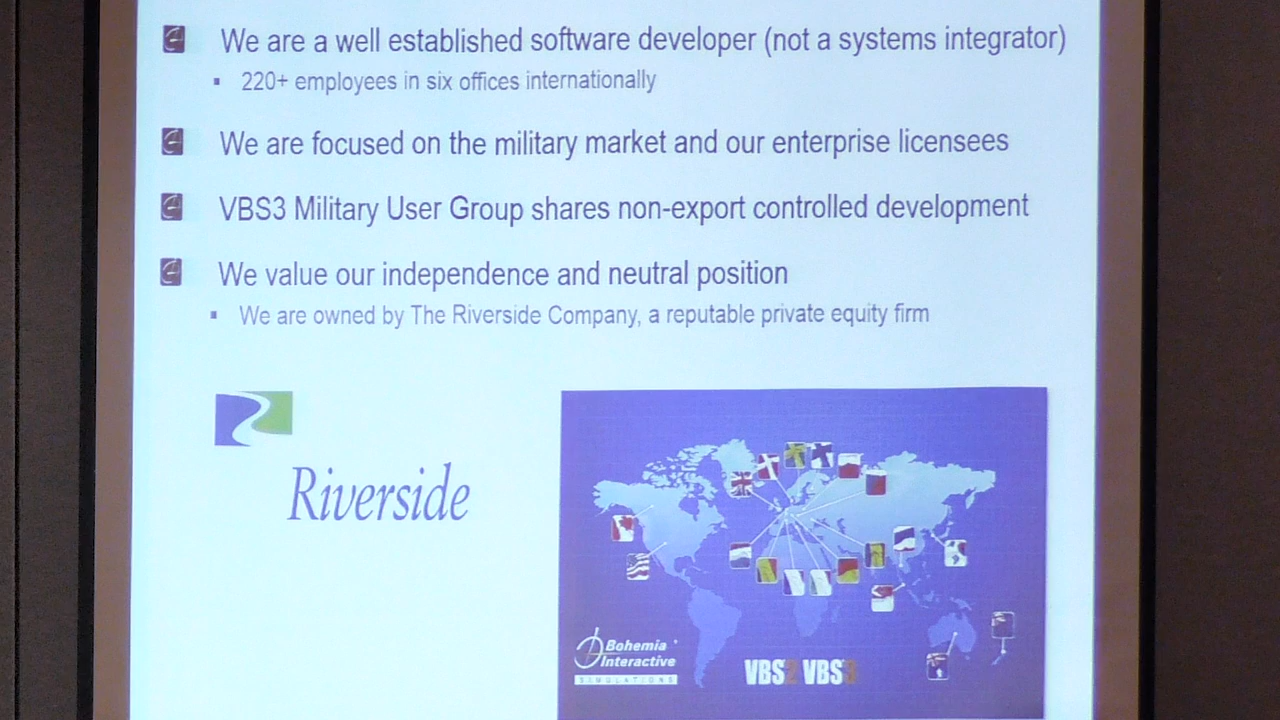 We are a well established software developer (not a systems integrator)
220+ employees in six offices internationally
We are focused on the military market and our enterprise licensees
VBS3 Military User Group shares non-export controlled development
We value our independence and neutral position
We are owned by The Riverside Company, a reputable private equity firm
Riverside
Bohemia
Interactive
SIMULATIONS
VBS2 VBS3